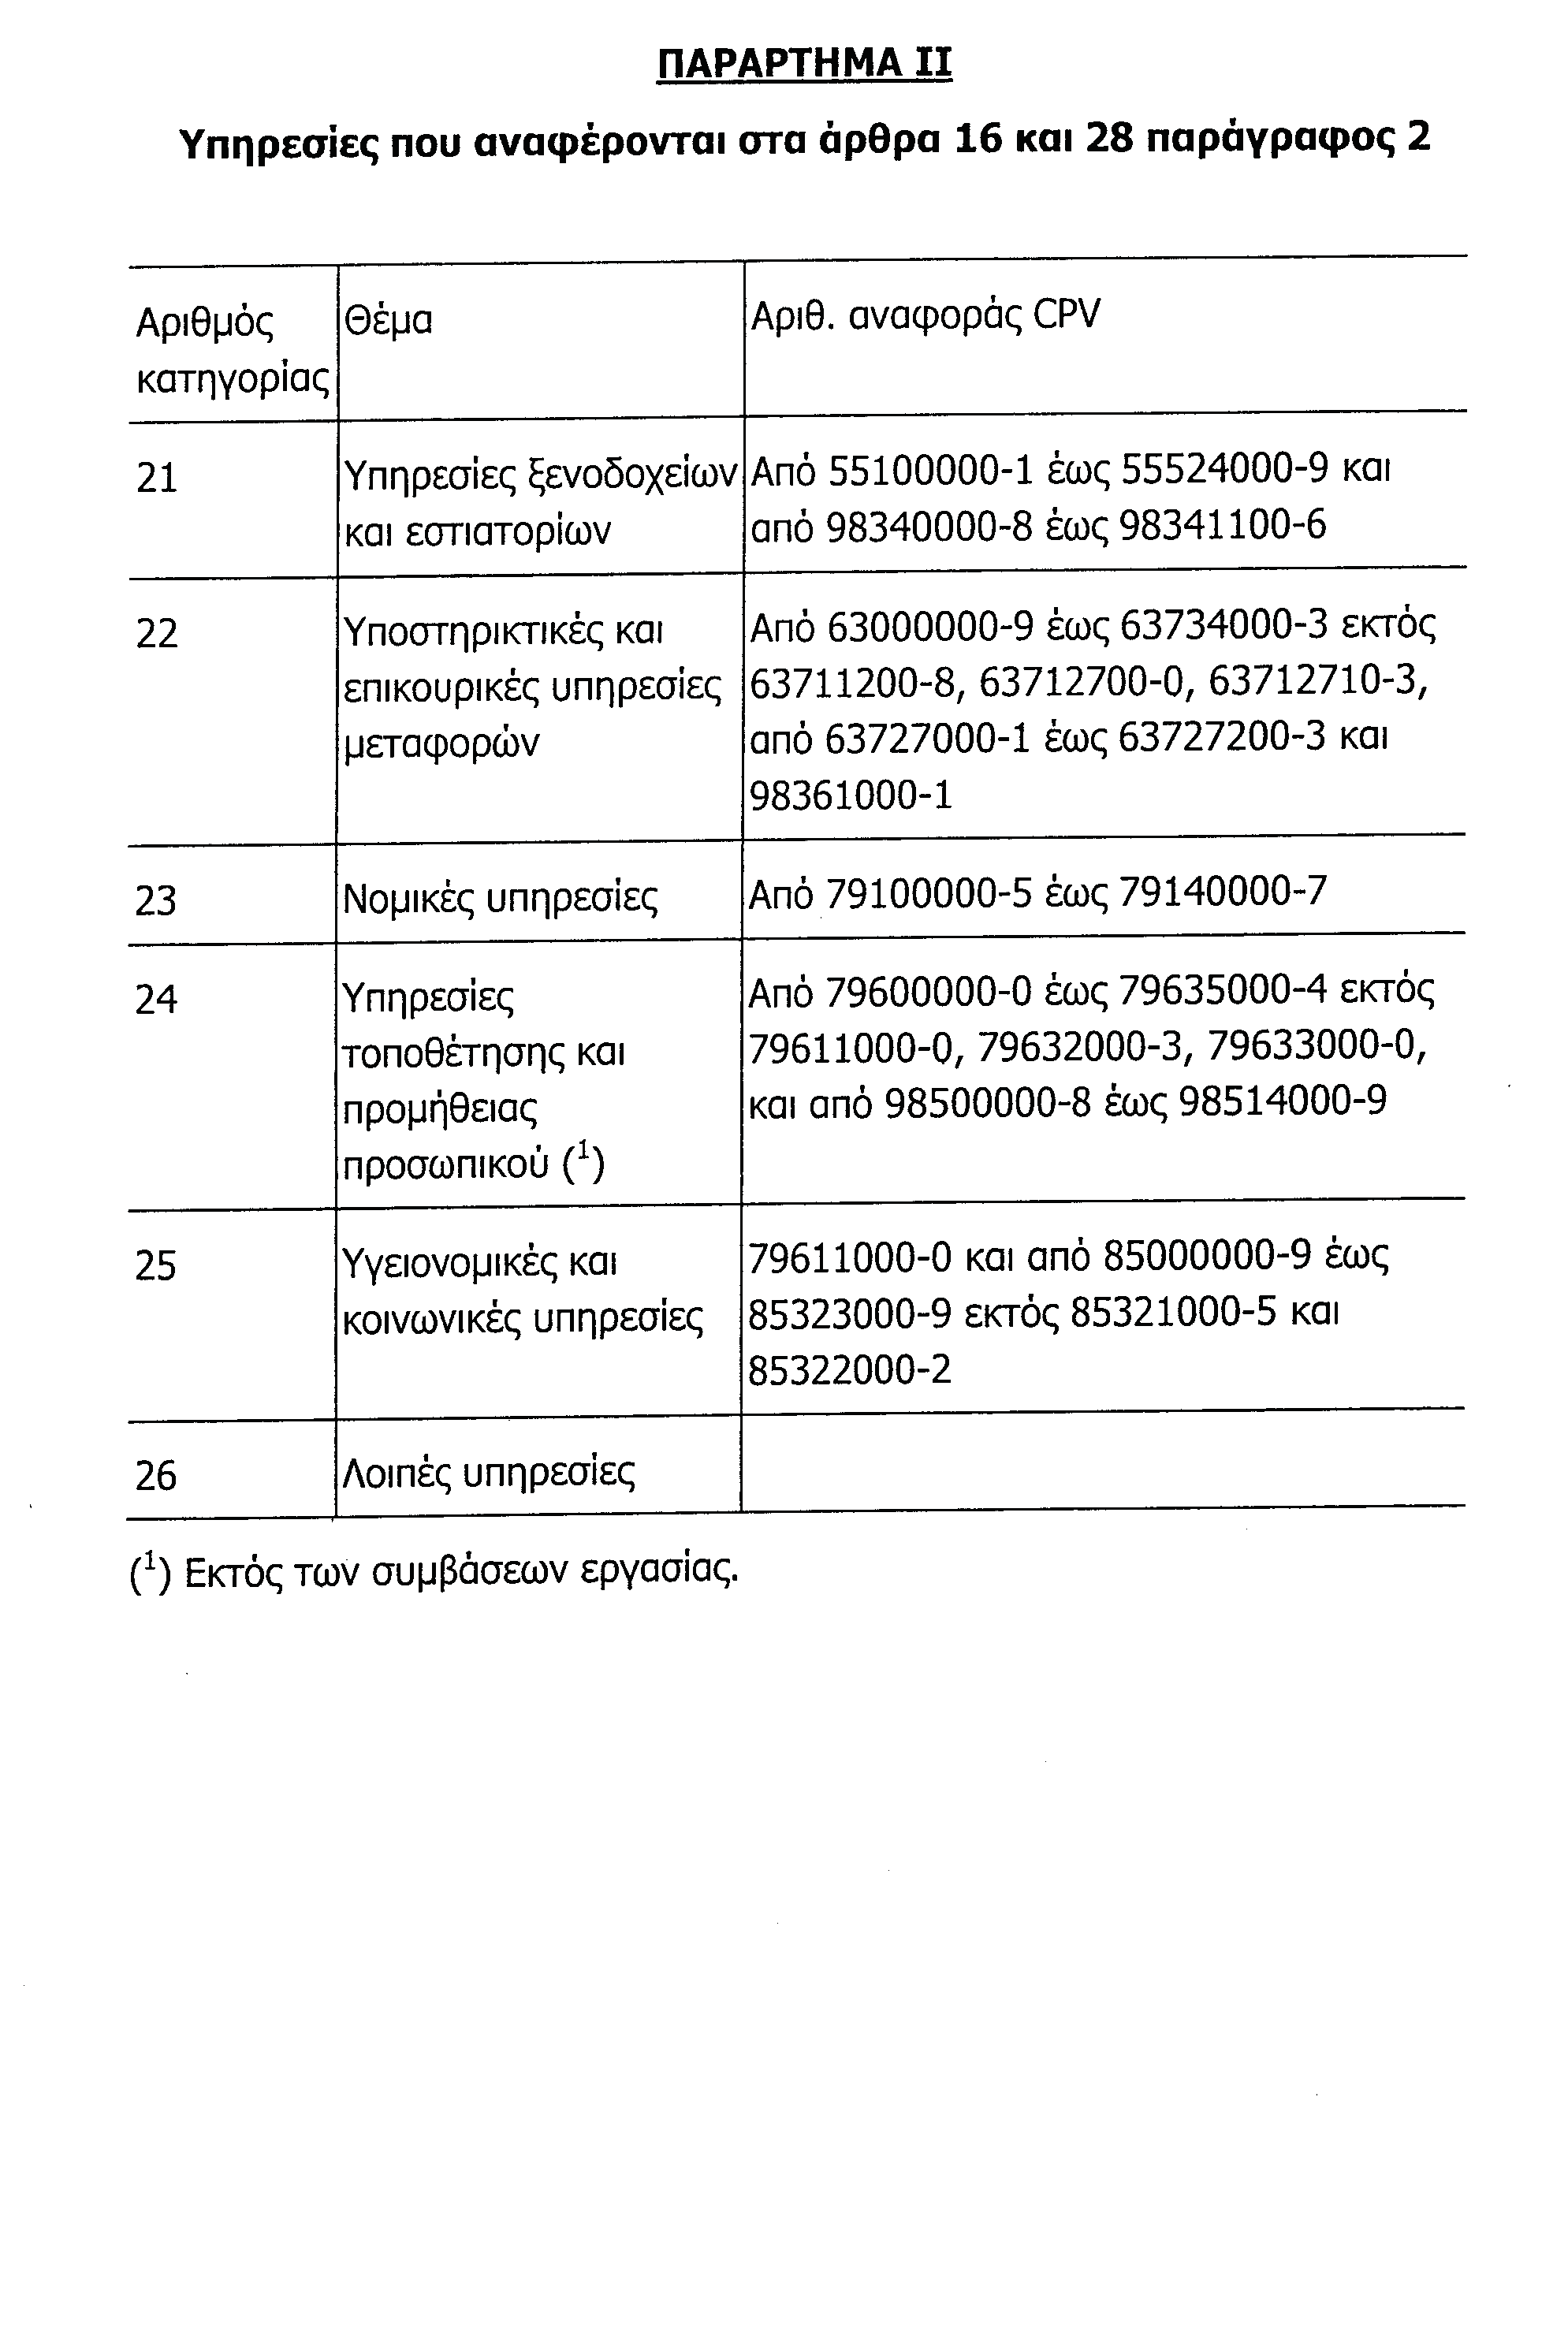 ΠΑΡΑΡΤΗΜΑ ΙΙ
Υπηρεσίες που αναφέρονται στα άρθρα 16 και 28 παράγραφος 2
Αριθμός
κατηγορίας
Θέμα
Αριθ. αναφοράς CPV
21
Υπηρεσίες ξενοδοχείων
και εστιατορίων
Από 55100000-1 έως 55524000-9 και
από 98340000-8 έως 98341100-6
22
Υποστηρικτικές και
επικουρικές υπηρεσίες
μεταφορών
Από 63000000-9 έως 63734000-3 εκτός
63711200-8, 63712700-0, 63712710-3,
από 63727000-1 έως 63727200-3 και
98361000-1
23
Νομικές υπηρεσίες
Από 79100000-5 έως 79140000-7
24
Υπηρεσίες
τοποθέτησης και
προμήθειας
προσωπικού (¹)
Από 79600000-0 έως 79635000-4 εκτός
79611000-0, 79632000-3, 79633000-0,
και από 98500000-8 έως 98514000-9
25
Υγειονομικές και
κοινωνικές υπηρεσίες
79611000-0 και από 85000000-9 έως
85323000-9 εκτός 85321000-5 και
85322000-2
26
Λοιπές υπηρεσίες
(¹) Εκτός των συμβάσεων εργασίας.